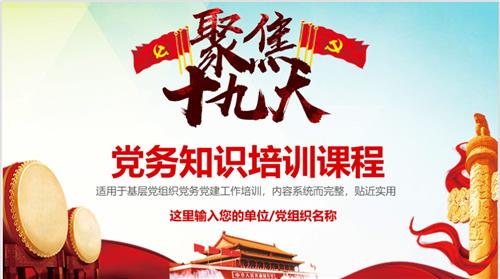 聚焦
十九大
党务知识培训课程
适用于基层党组织党务党建工作培训，内容系统而完整，贴近实用
这里输入您的单位/党组织名称